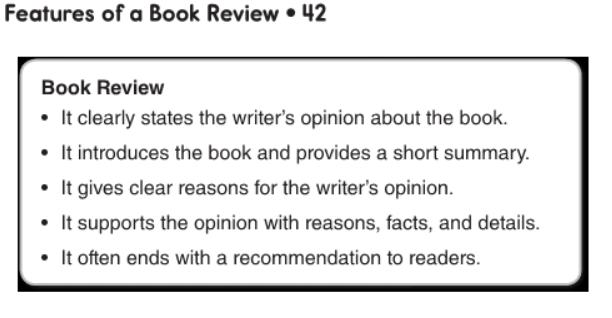 Features of a Book Review • 42
Book Review
• It clearly states the writer's opinion about the book.
• It introduces the book and provides a short summary.
• It gives clear reasons for the writer's opinion.
• It supports the opinion with reasons, facts, and details.
• It often ends with a recommendation to readers.